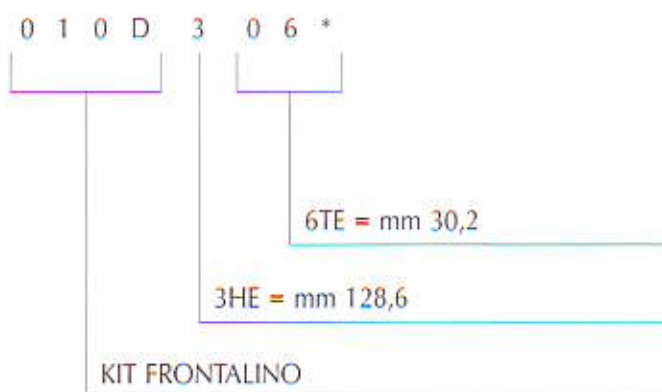 0 1 0 D 3 0 6 *
6TE = mm 30,2
3HE = mm 128,6
KIT FRONTALINO